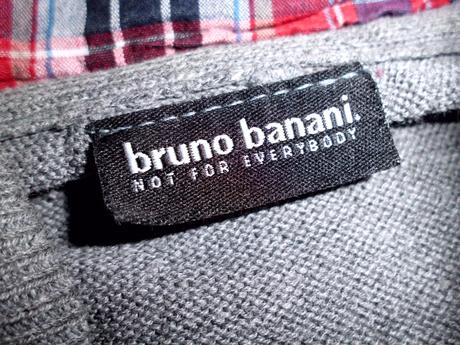 bruno banani.
NOT FOR EVERYBODY